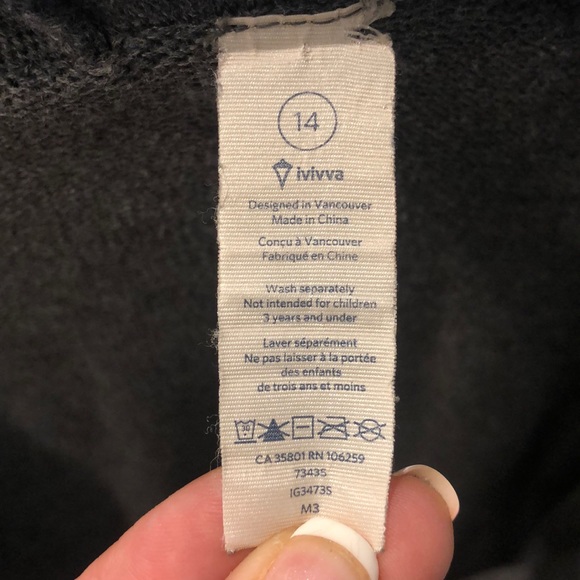 14
ivivva
Designed in Vancouver
Made in China
Conçu à Vancouver
Fabriqué en Chine
Wash separately
Not intended for children
3 years and under
Laver séparément
Ne pas laisser à la portée
des enfants
de trois ans et moins
30
CA 35801 RN 106259
7343S
IG3473S
M3